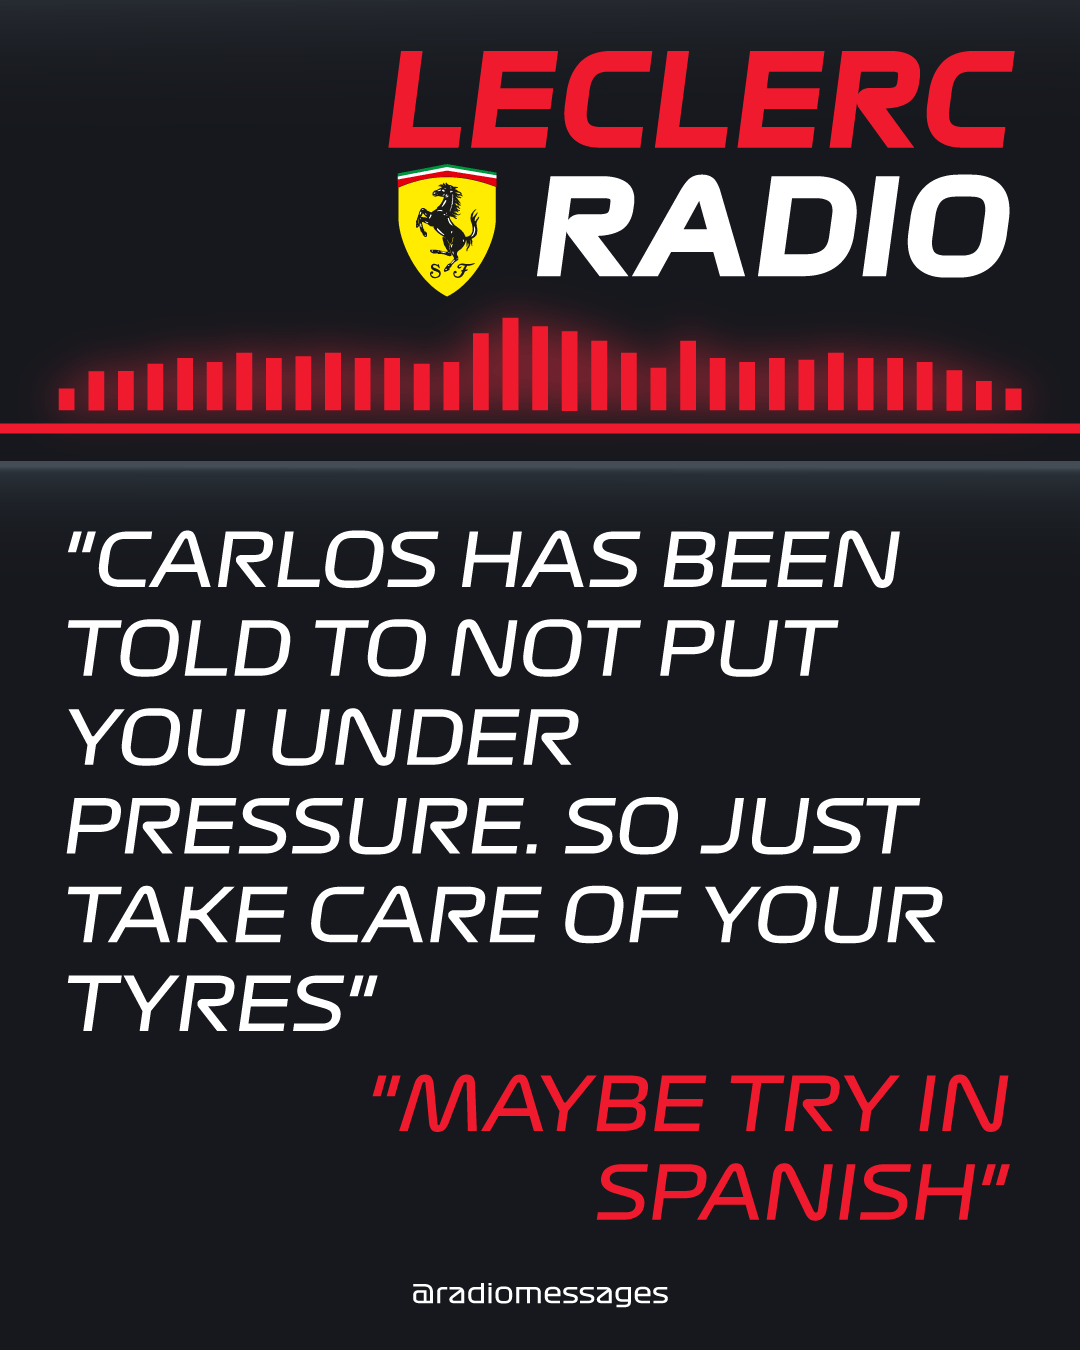 LECLERC
RADIO
S F
"CARLOS HAS BEEN
TOLD TO NOT PUT
YOU UNDER
PRESSURE. SO JUST
TAKE CARE OF YOUR
TYRES"
"MAYBE TRY IN
SPANISH"
@radiomessages